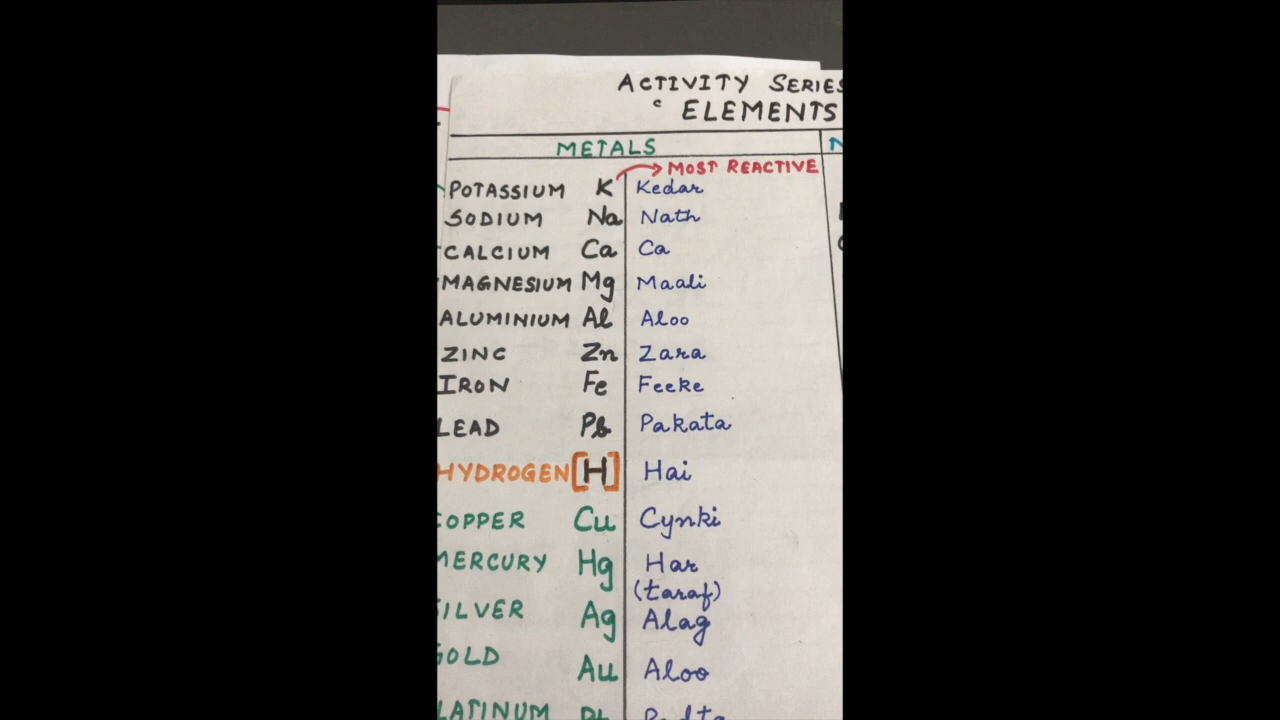 ACTIVITY SERIES
ELEMENTS
METALS
MOST REACTIVE
POTASSIUM K Kedar
SODIUM Na Nath
CALCIUM Ca Ca
MAGNESIUM Mg Maali
ALUMINIUM Al Aloo
ZINC Zn Zara
IRON Fe Feeke
LEAD Pb Pakata
HYDROGEN [H] Hai
COPPER Cu Cynki
MERCURY Hg Har
(taraf)
SILVER Ag Alag
GOLD Au Aloo
PLATINUM Pt